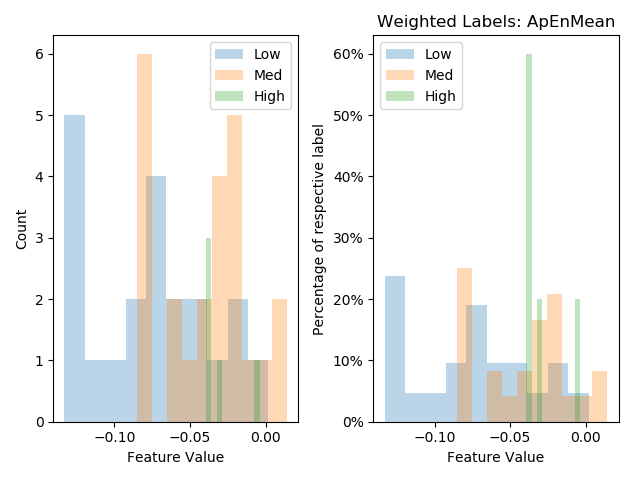 Weighted Labels: ApEnMean
6
5
4
3
2
1
0
Count
−0.10
−0.05
0.00
Feature Value
Low
Med
High
60%
50%
40%
30%
20%
10%
0%
Percentage of respective label
−0.10
−0.05
0.00
Feature Value
Low
Med
High